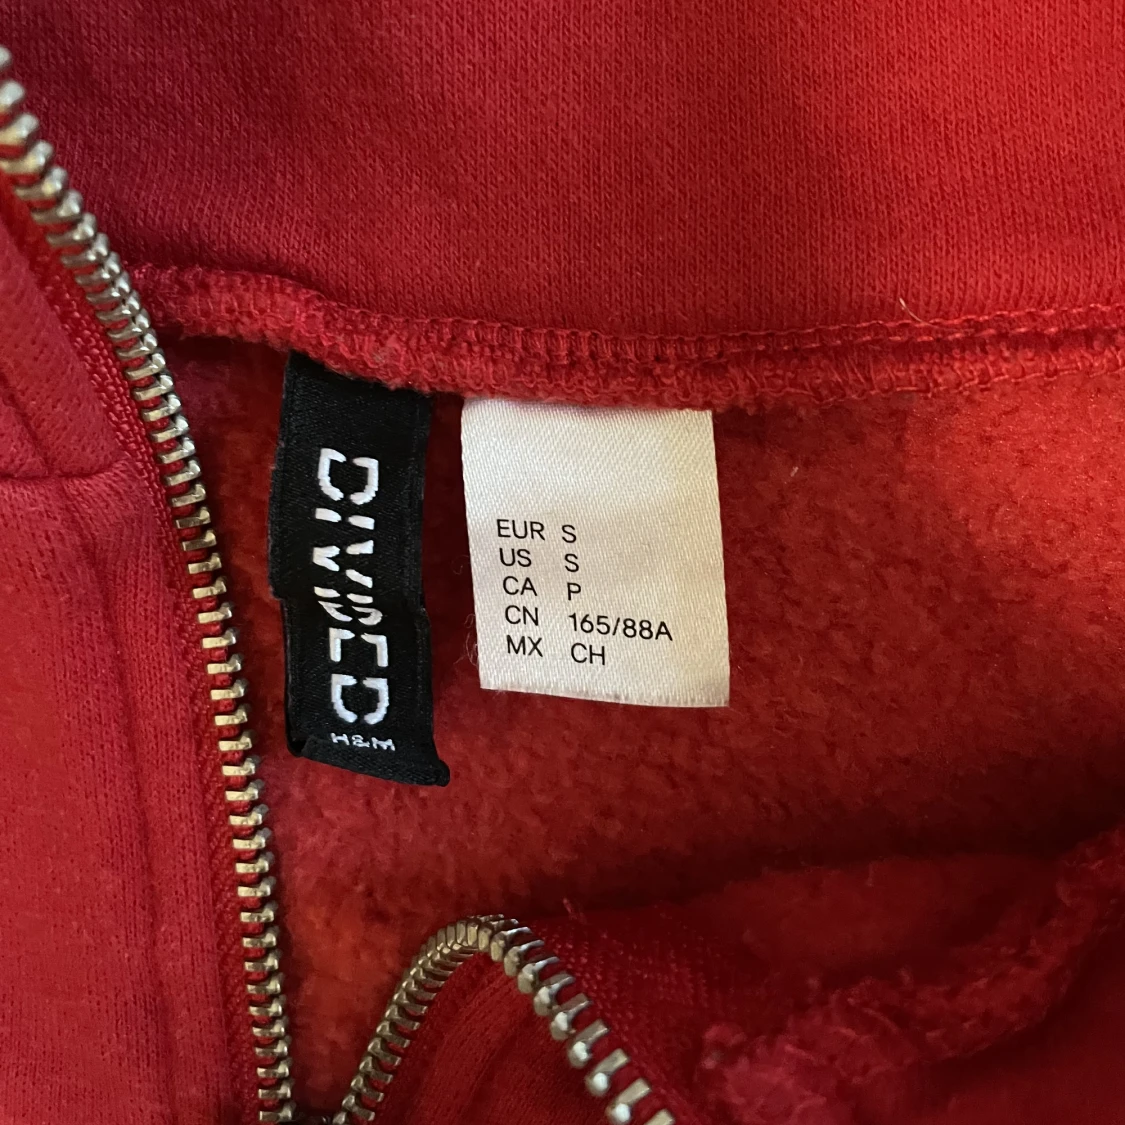 DIVIDED
H&M
EUR S
US S
CA P
CN 165/88A
MX CH